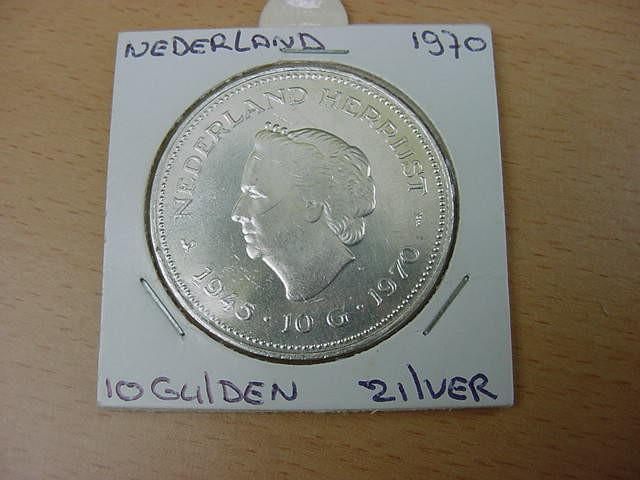 NEDERLAND 1970
NEDERLAND HERRIJST
1945 · 10 G · 1970
10 GULDEN ZILVER